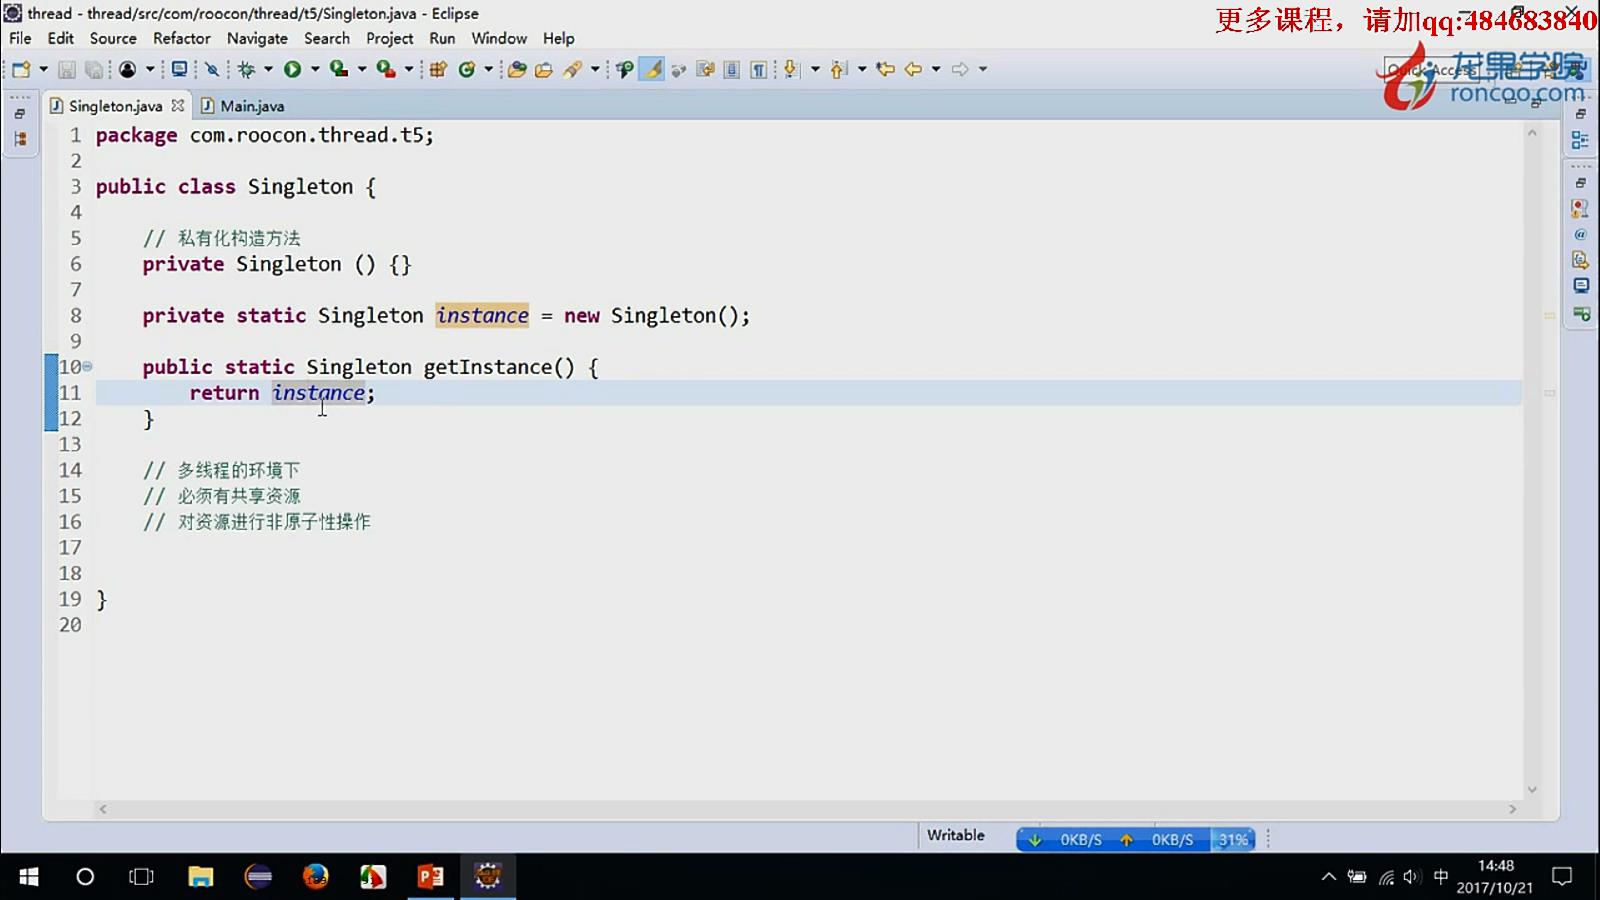 thread - thread/src/com/roocon/thread/t5/Singleton.java - Eclipse
更多课程，请加qq:484683840
File Edit Source Refactor Navigate Search Project Run Window Help
Quick Access
龙果学院
roncoo.com
Singleton.java Main.java
1 package com.roocon.thread.t5;
2
3 public class Singleton {
4
5 // 私有化构造方法
6 private Singleton () {}
7
8 private static Singleton instance = new Singleton();
9
10 public static Singleton getInstance() {
11 return instance;
12 }
13
14 // 多线程的环境下
15 // 必须有共享资源
16 // 对资源进行非原子性操作
17
18
19 }
20
Writable 0KB/S 0KB/S 31%
中 14:48
2017/10/21